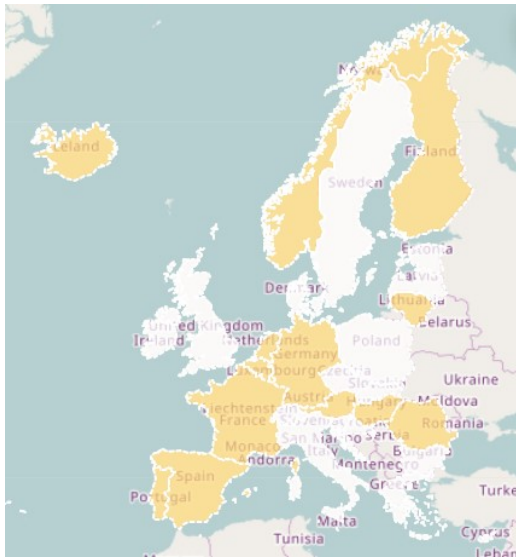 Iceland
Norway
Finland
Sweden
Estonia
Latvia
Denmark
Lithuania
Belarus
United Kingdom
Ireland
Netherlands
Poland
Germany
Luxembourg
Czechia
Slovakia
Ukraine
Austria
Hungary
Moldova
Liechtenstein
Slovenia
Croatia
Romania
France
San Marino
Serbia
Monaco
Italy
Bulgaria
Andorra
Montenegro
Spain
Greece
Portugal
Turke
Malta
Cyprus
Tunisia
Leban